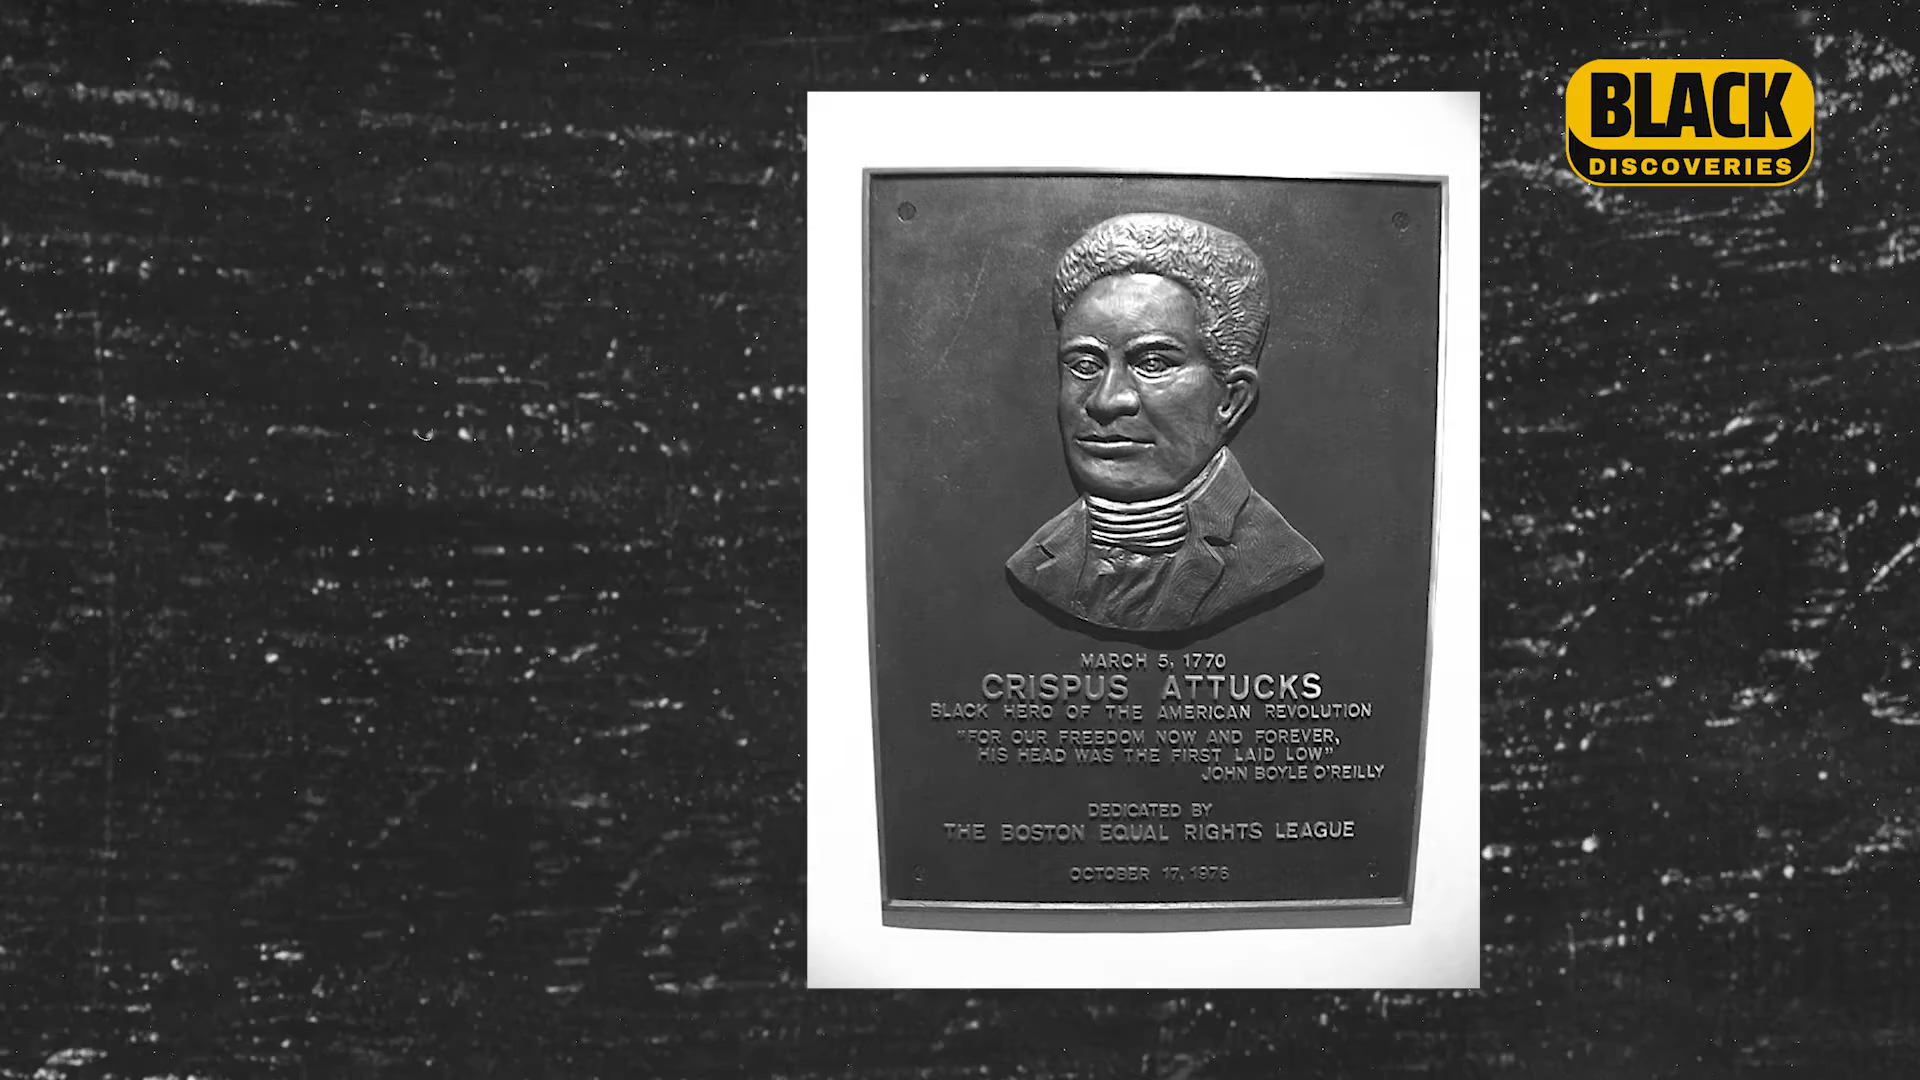 BLACK
DISCOVERIES
MARCH 5, 1770
CRISPUS ATTUCKS
BLACK HERO OF THE AMERICAN REVOLUTION
"FOR OUR FREEDOM NOW AND FOREVER,
HIS HEAD WAS THE FIRST LAID LOW"
JOHN BOYLE O'REILLY
DEDICATED BY
THE BOSTON EQUAL RIGHTS LEAGUE
OCTOBER 17, 1976